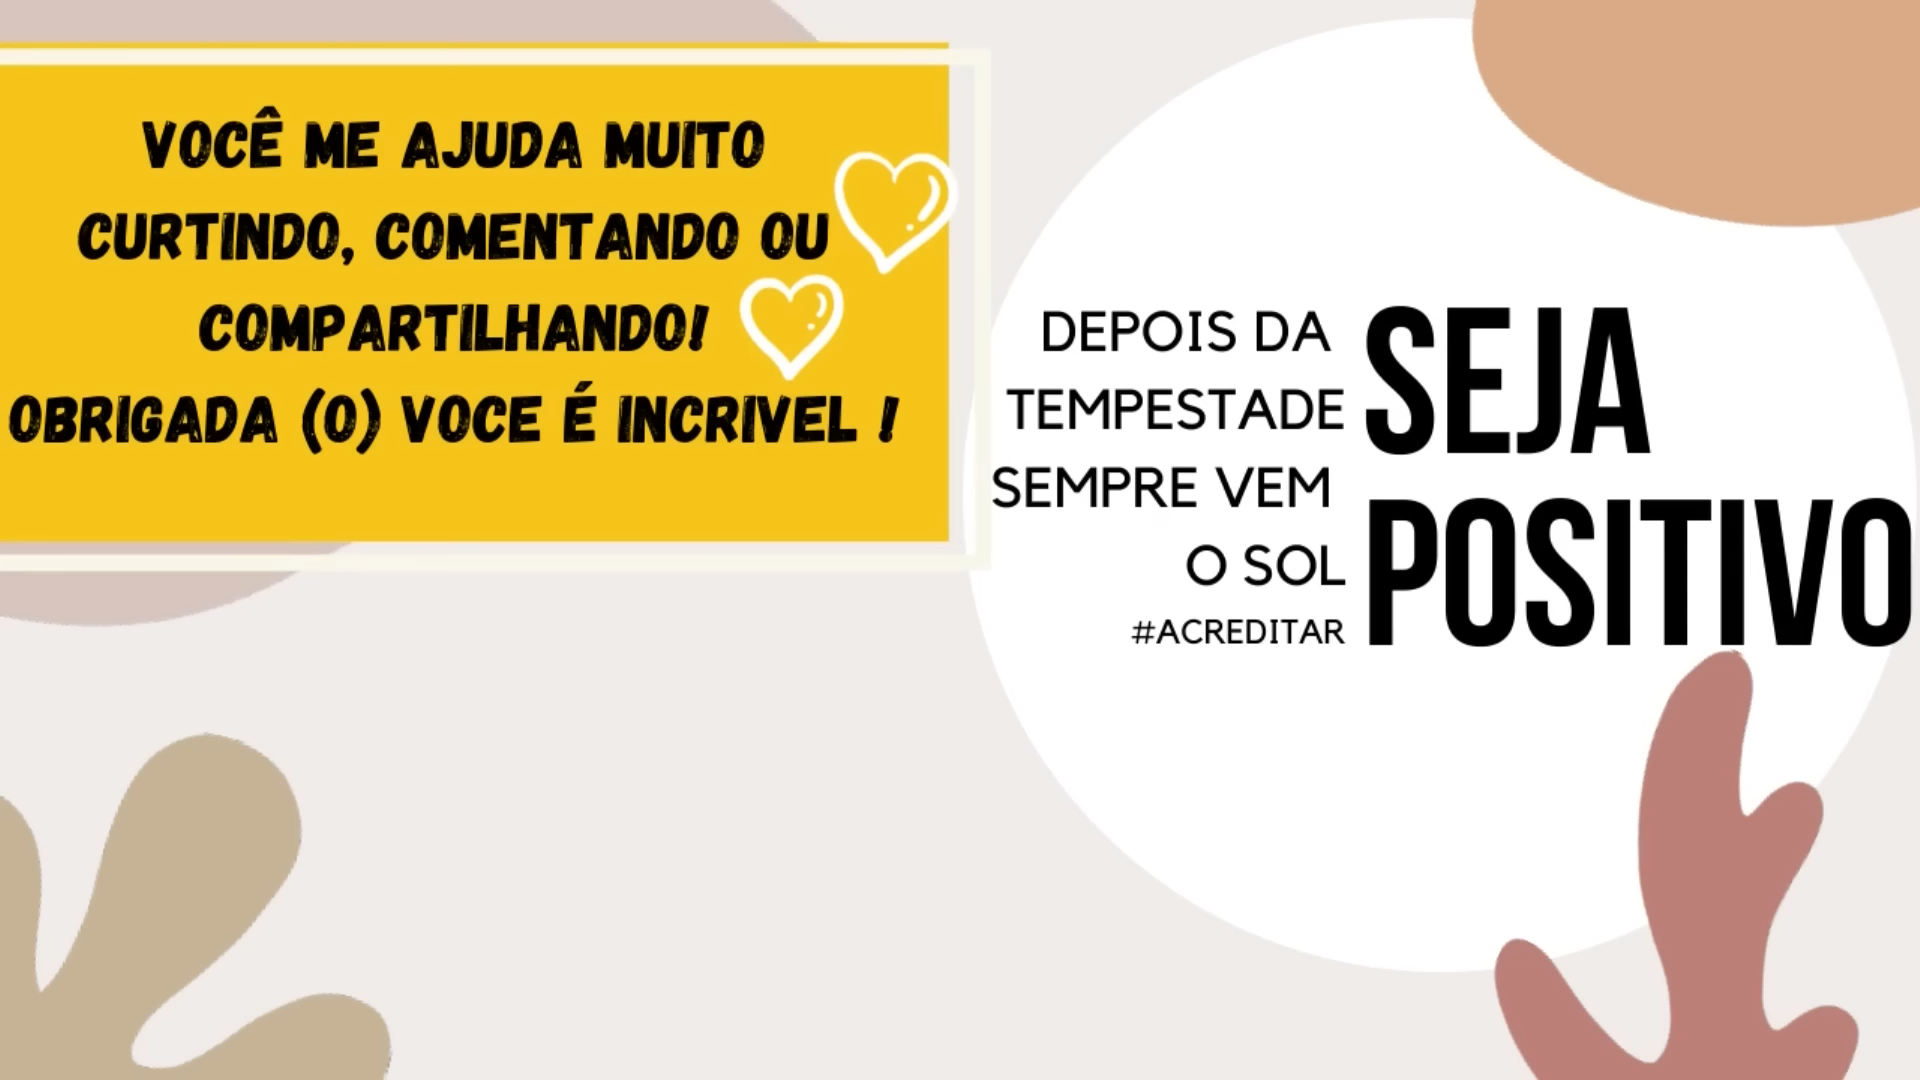 VOCÊ ME AJUDA MUITO
CURTINDO, COMENTANDO OU
COMPARTILHANDO!
OBRIGADA (O) VOCE É INCRIVEL !
DEPOIS DA
TEMPESTADE
SEMPRE VEM
O SOL
#ACREDITAR
SEJA
POSITIVO